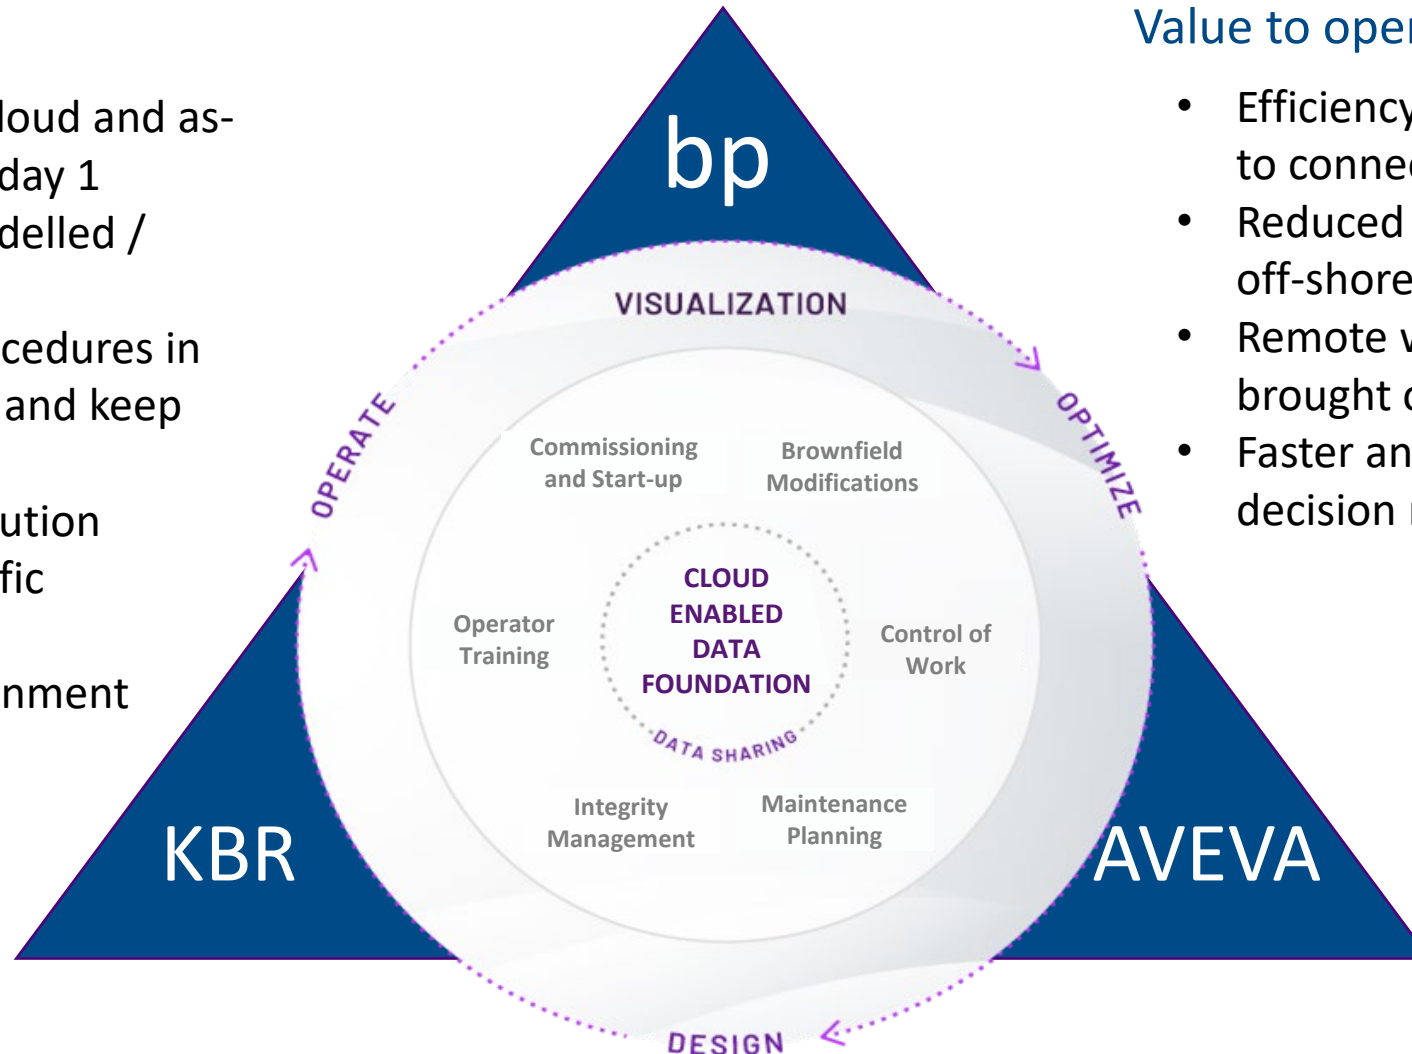 loud and as-
day 1
delled /
cedures in
and keep
ution
fic
nment
bp
VISUALIZATION
OPERATE
OPTIMIZE
Commissioning
and Start-up
Brownfield
Modifications
Operator
Training
CLOUD
ENABLED
DATA
FOUNDATION
DATA SHARING
Control of
Work
Integrity
Management
Maintenance
Planning
KBR
AVEVA
DESIGN
Value to oper
• Efficiency
to connec
• Reduced
off-shore
• Remote v
brought o
• Faster an
decision